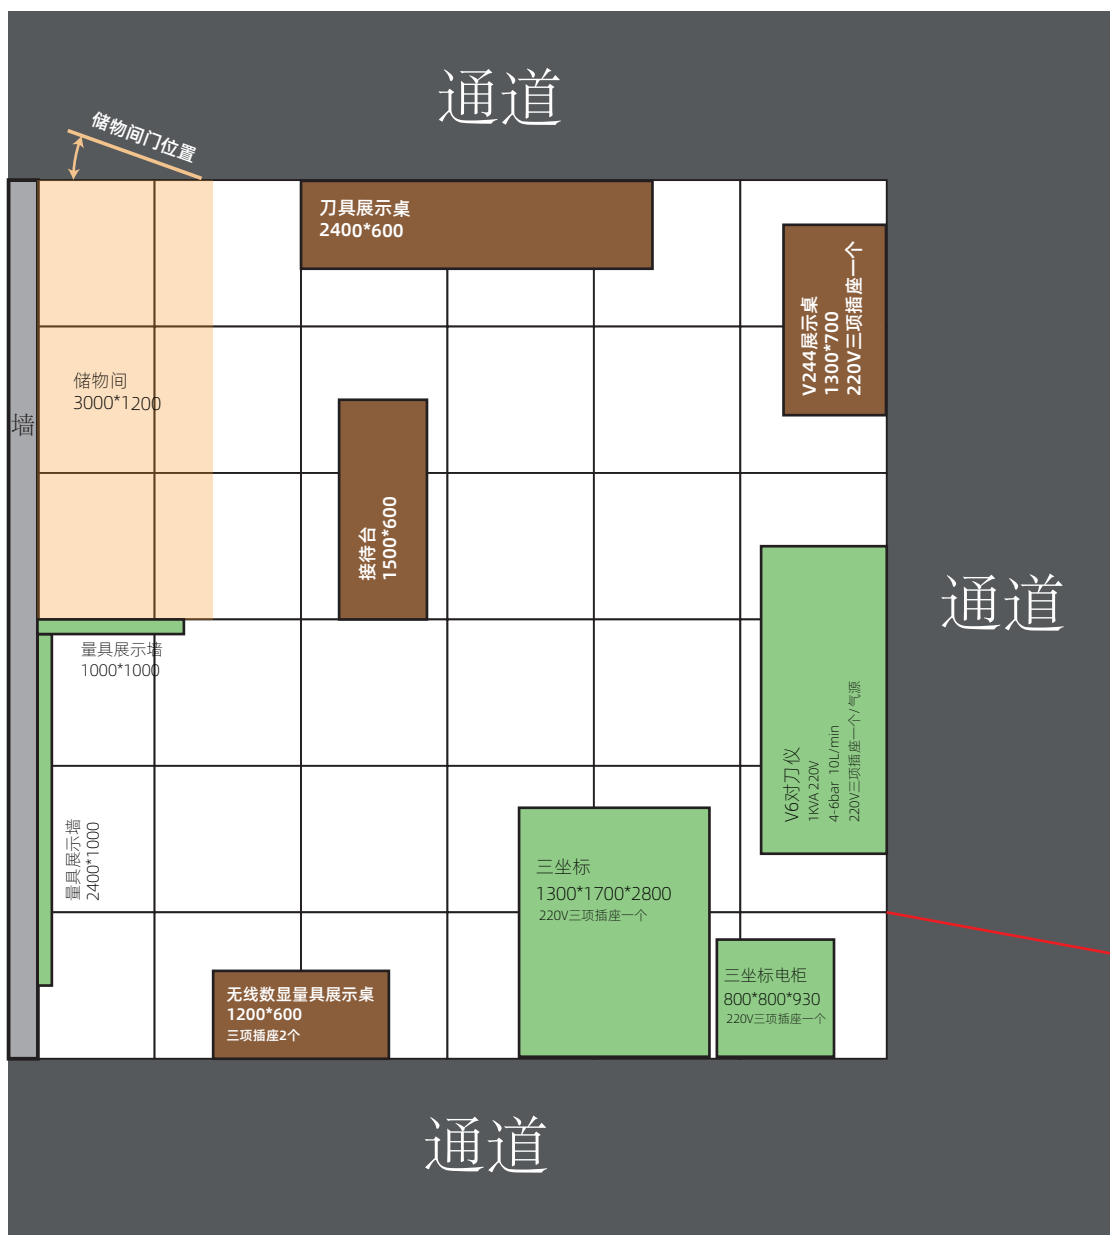 通道
储物间门位置
刀具展示桌
2400*600
V244展示桌
1300*700
220V三项插座一个
储物间
3000*1200
墙
接待台
1500*600
通道
量具展示墙
1000*1000
V6对刀仪
1KVA 220V
4-6bar 10L/min
220V三项插座一个/气源
量具展示墙
2400*1000
三坐标
1300*1700*2800
220V三项插座一个
三坐标电柜
800*800*930
220V三项插座一个
无线数显量具展示桌
1200*600
三项插座2个
通道